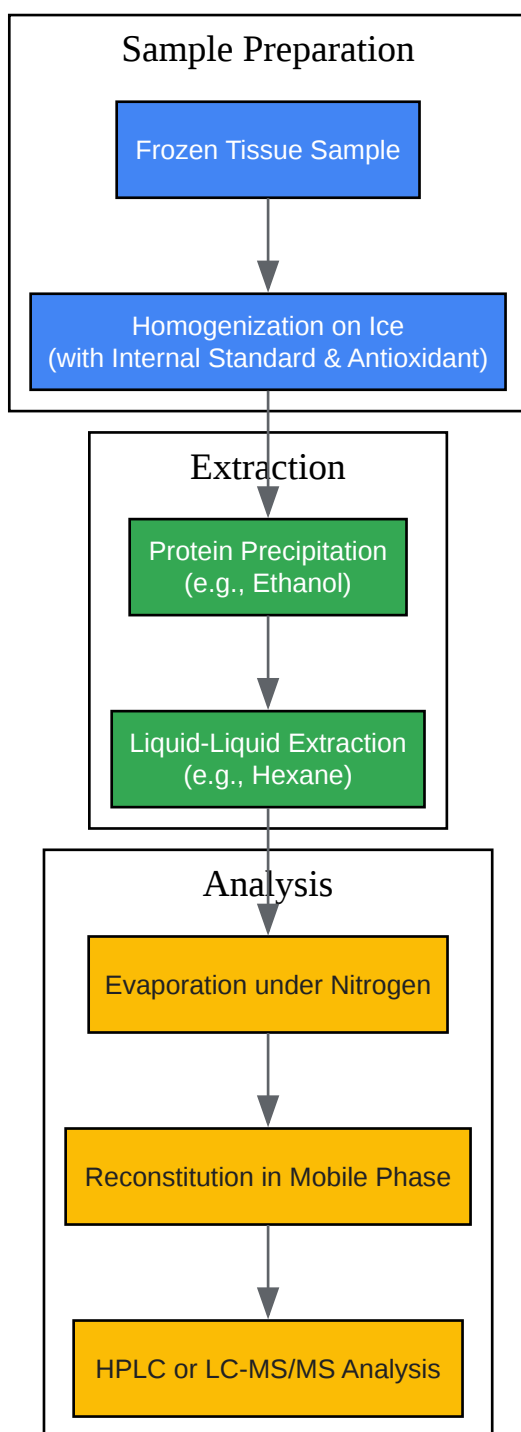 Sample Preparation
Frozen Tissue Sample
Homogenization on Ice
(with Internal Standard & Antioxidant)
Extraction
Protein Precipitation
(e.g., Ethanol)
Liquid-Liquid Extraction
(e.g., Hexane)
Analysis
Evaporation under Nitrogen
Reconstitution in Mobile Phase
HPLC or LC-MS/MS Analysis